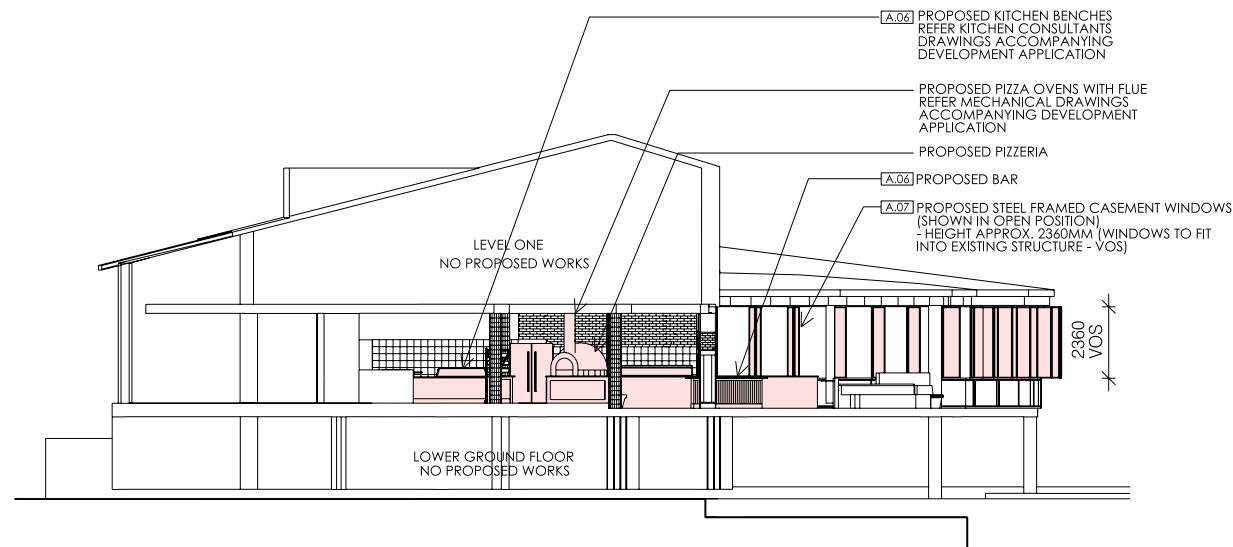 A.06 PROPOSED KITCHEN BENCHES
REFER KITCHEN CONSULTANTS
DRAWINGS ACCOMPANYING
DEVELOPMENT APPLICATION
PROPOSED PIZZA OVENS WITH FLUE
REFER MECHANICAL DRAWINGS
ACCOMPANYING DEVELOPMENT
APPLICATION
PROPOSED PIZZERIA
A.06 PROPOSED BAR
A.07 PROPOSED STEEL FRAMED CASEMENT WINDOWS
(SHOWN IN OPEN POSITION)
- HEIGHT APPROX. 2360MM (WINDOWS TO FIT
INTO EXISTING STRUCTURE - VOS)
LEVEL ONE
NO PROPOSED WORKS
2360
VOS
LOWER GROUND FLOOR
NO PROPOSED WORKS